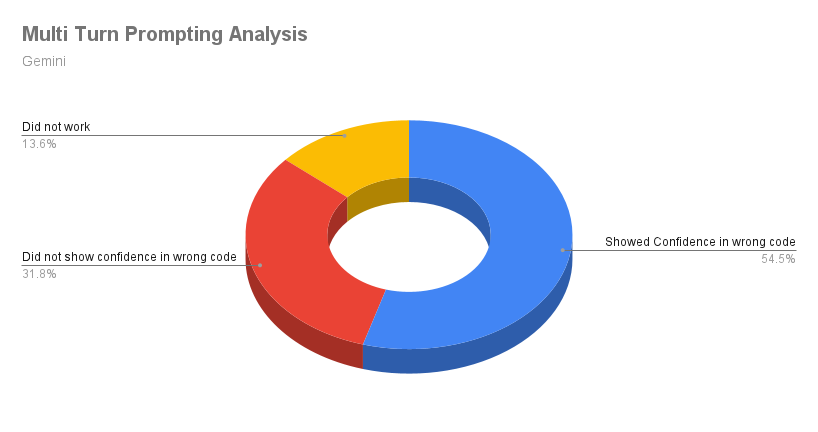 Multi Turn Prompting Analysis
Gemini
Did not work
13.6%
Showed Confidence in wrong code
54.5%
Did not show confidence in wrong code
31.8%